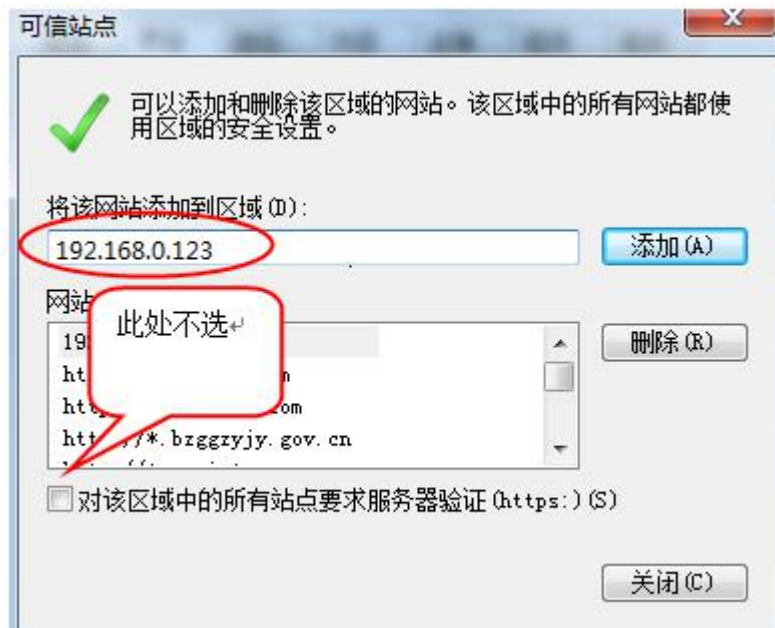 可信站点
可以添加和删除该区域的网站。该区域中的所有网站都使
用区域的安全设置。
将该网站添加到区域(D):
192.168.0.123
添加(A)
网站
此处不选
19
删除(R)
ht
n
htt
om
htt //*.bzggzyjy.gov.cn
对该区域中的所有站点要求服务器验证(https:)(S)
关闭(C)